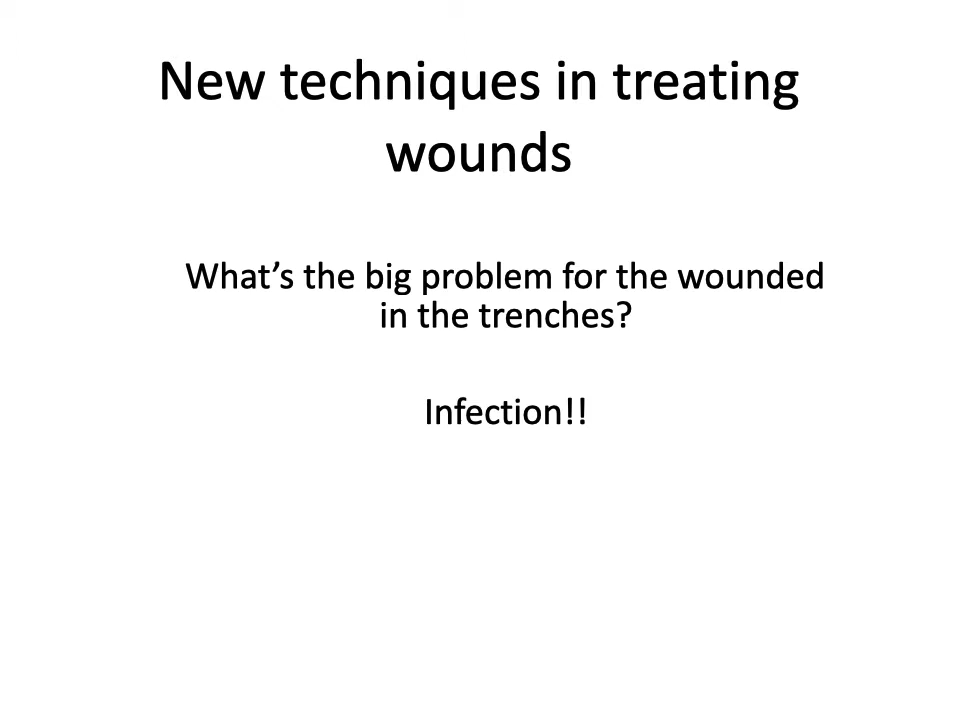 New techniques in treating
wounds
What’s the big problem for the wounded
in the trenches?
Infection!!